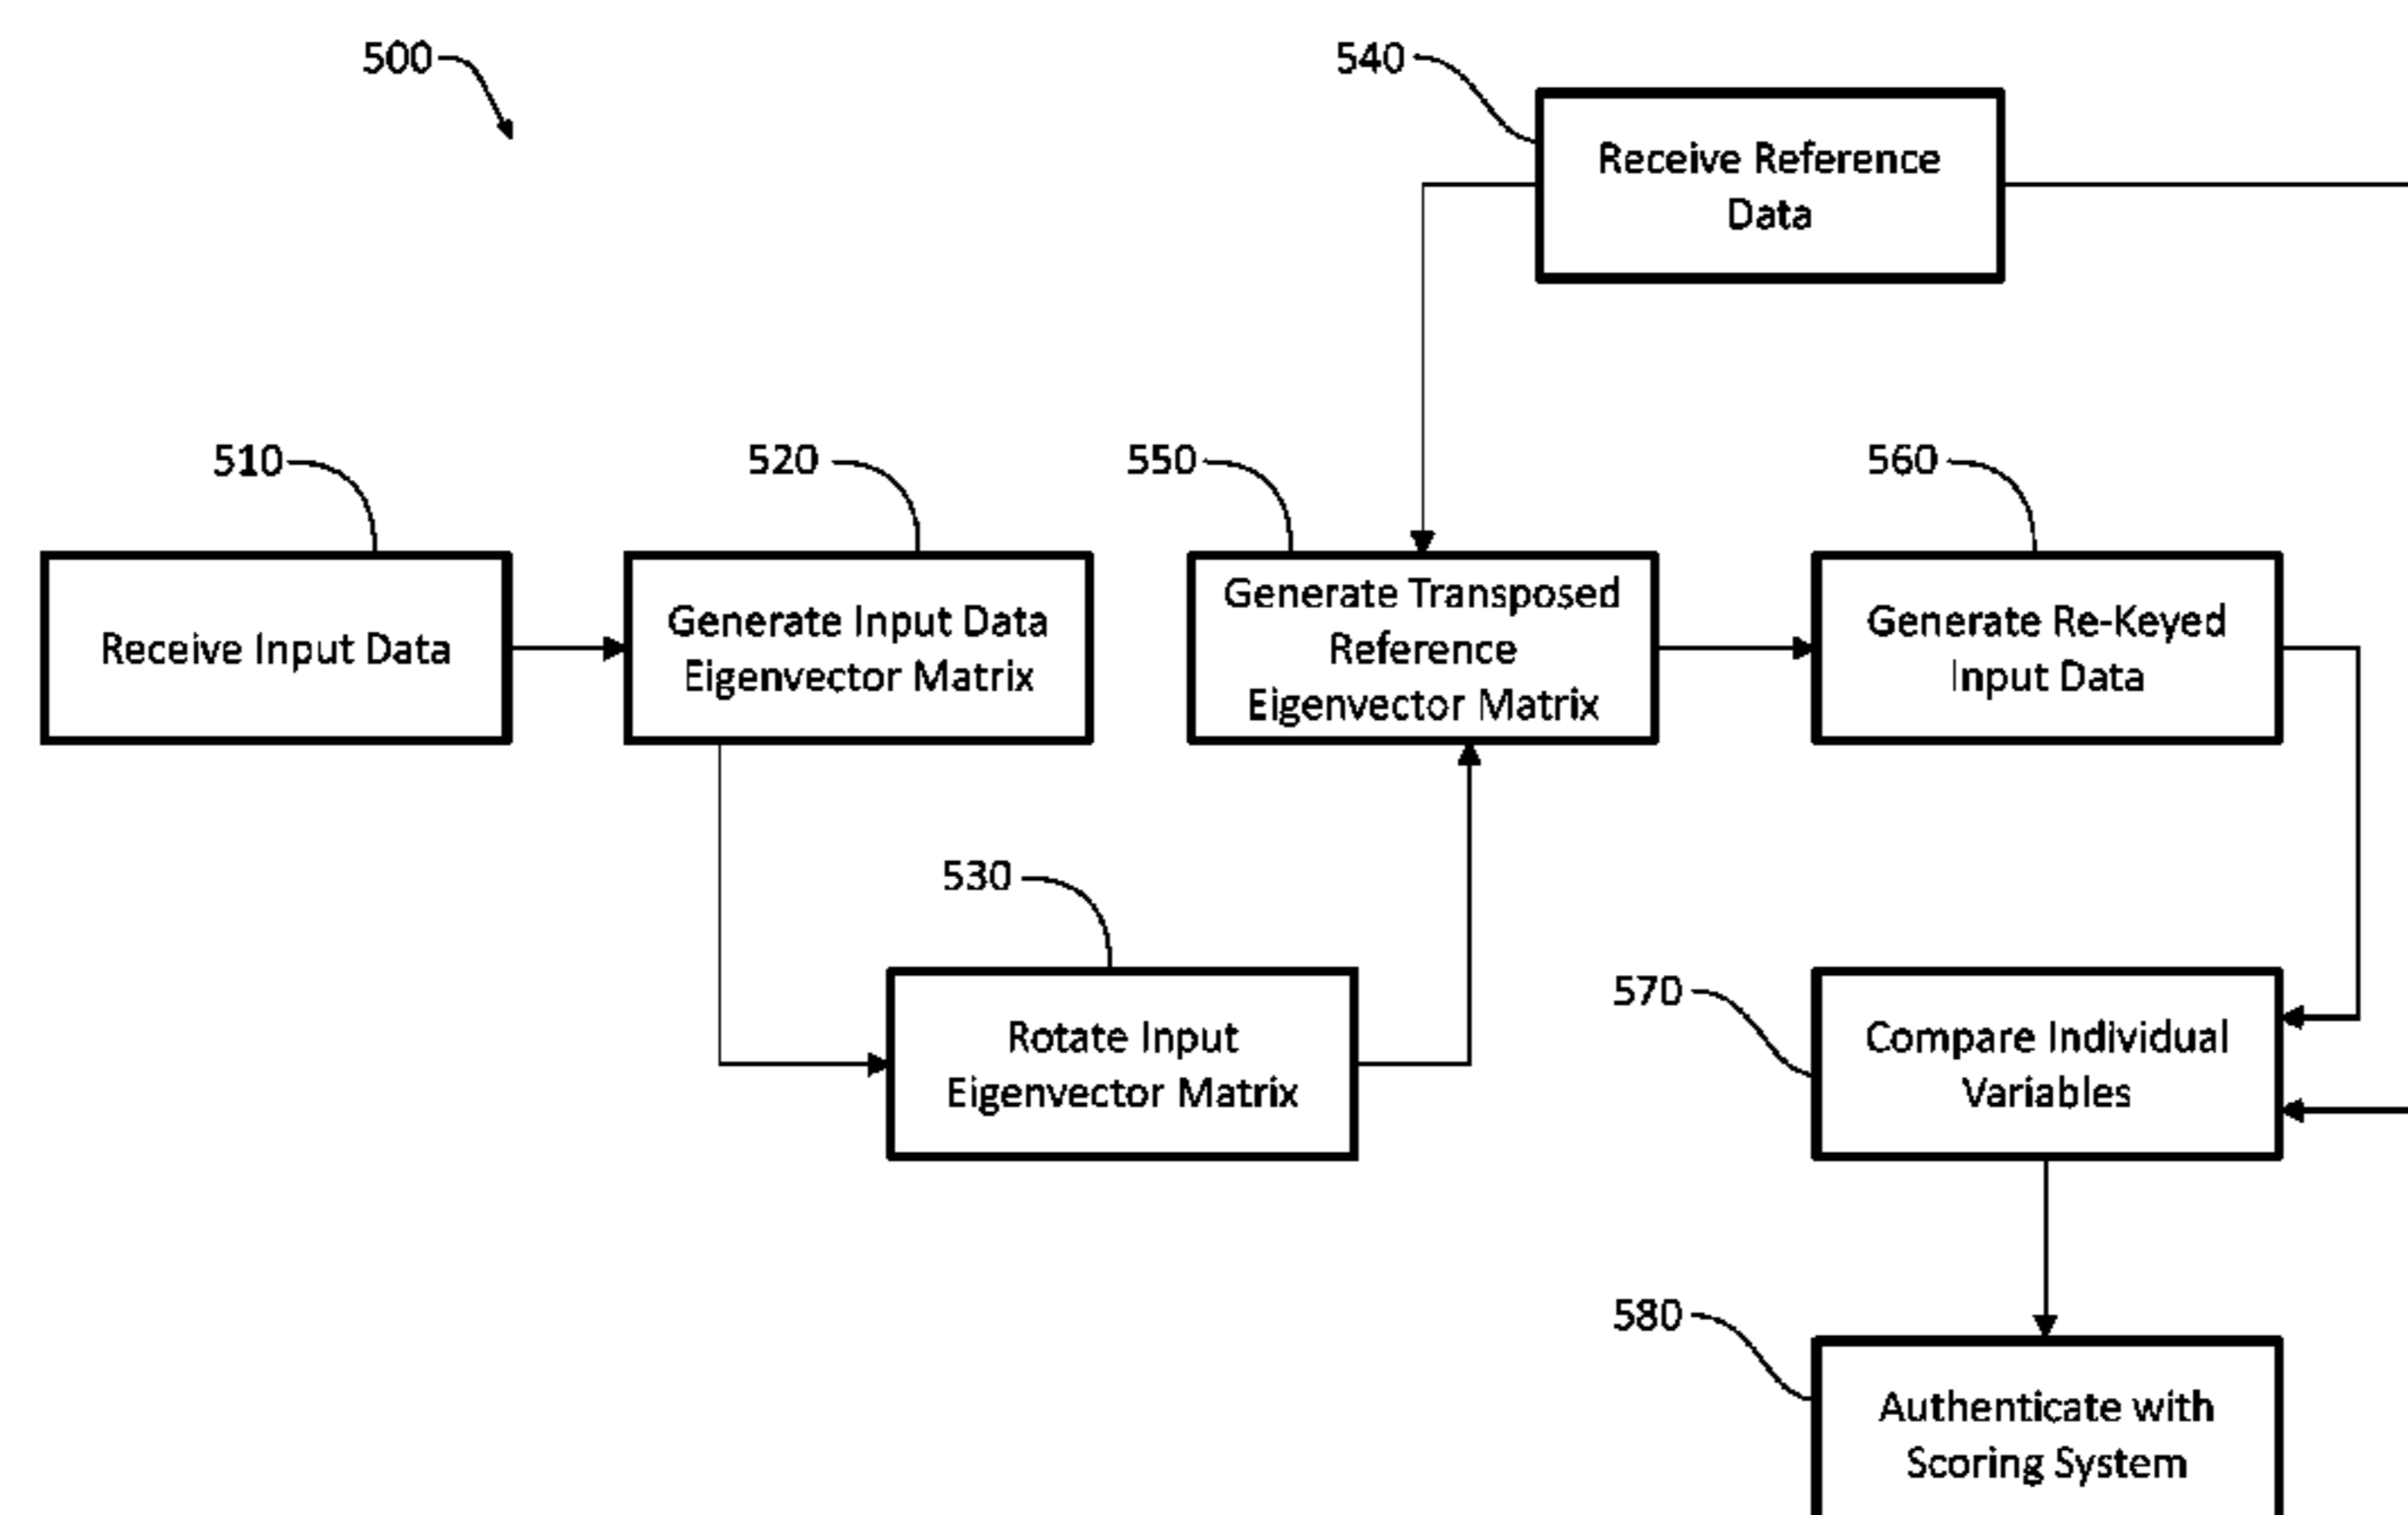 500
540
Receive Reference
Data
510
520
550
560
Receive Input Data
Generate Input Data
Eigenvector Matrix
Generate Transposed
Reference
Eigenvector Matrix
Generate Re-Keyed
Input Data
530
Rotate Input
Eigenvector Matrix
570
Compare Individual
Variables
580
Authenticate with
Scoring System